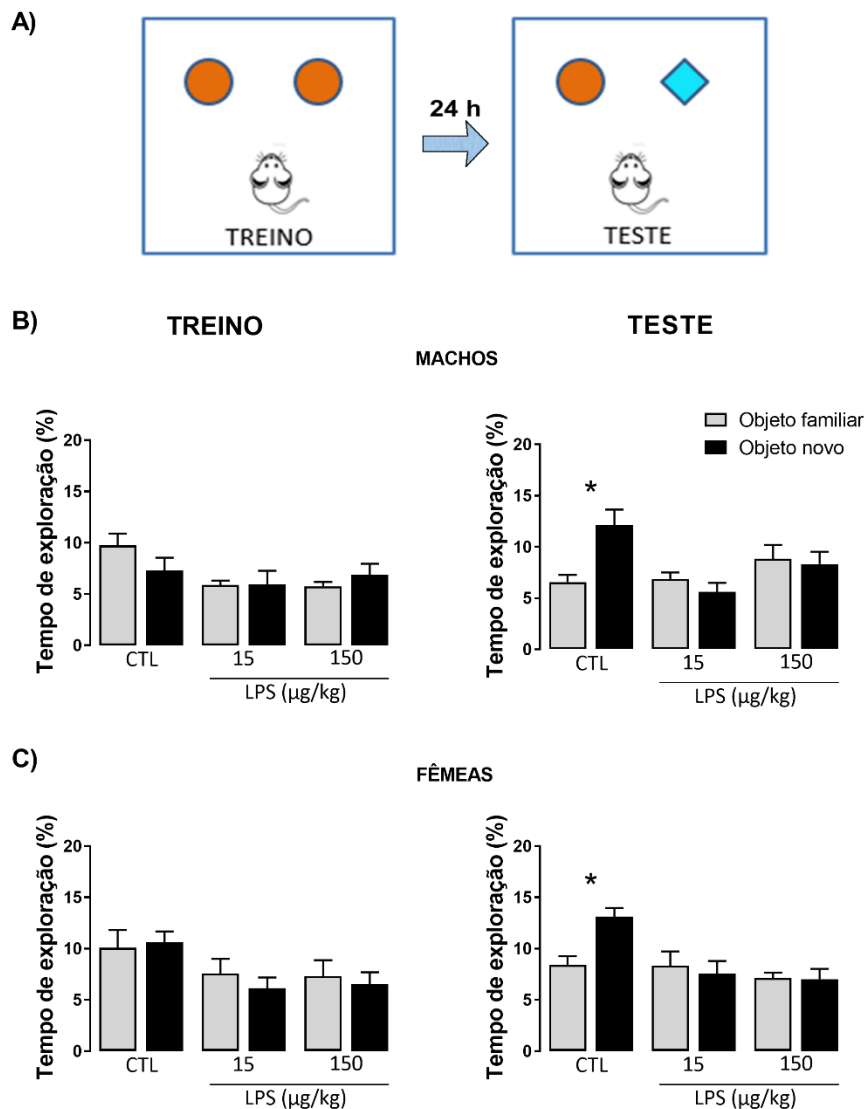 A)
24 h
TREINO
TESTE
B)
TREINO
TESTE
MACHOS
Tempo de exploração (%)
20
15
10
5
0
CTL
15
150
LPS (µg/kg)
Objeto familiar
Objeto novo
Tempo de exploração (%)
20
15
10
5
0
*
CTL
15
150
LPS (µg/kg)
C)
FÊMEAS
Tempo de exploração (%)
20
15
10
5
0
CTL
15
150
LPS (µg/kg)
Tempo de exploração (%)
20
15
10
5
0
*
CTL
15
150
LPS (µg/kg)